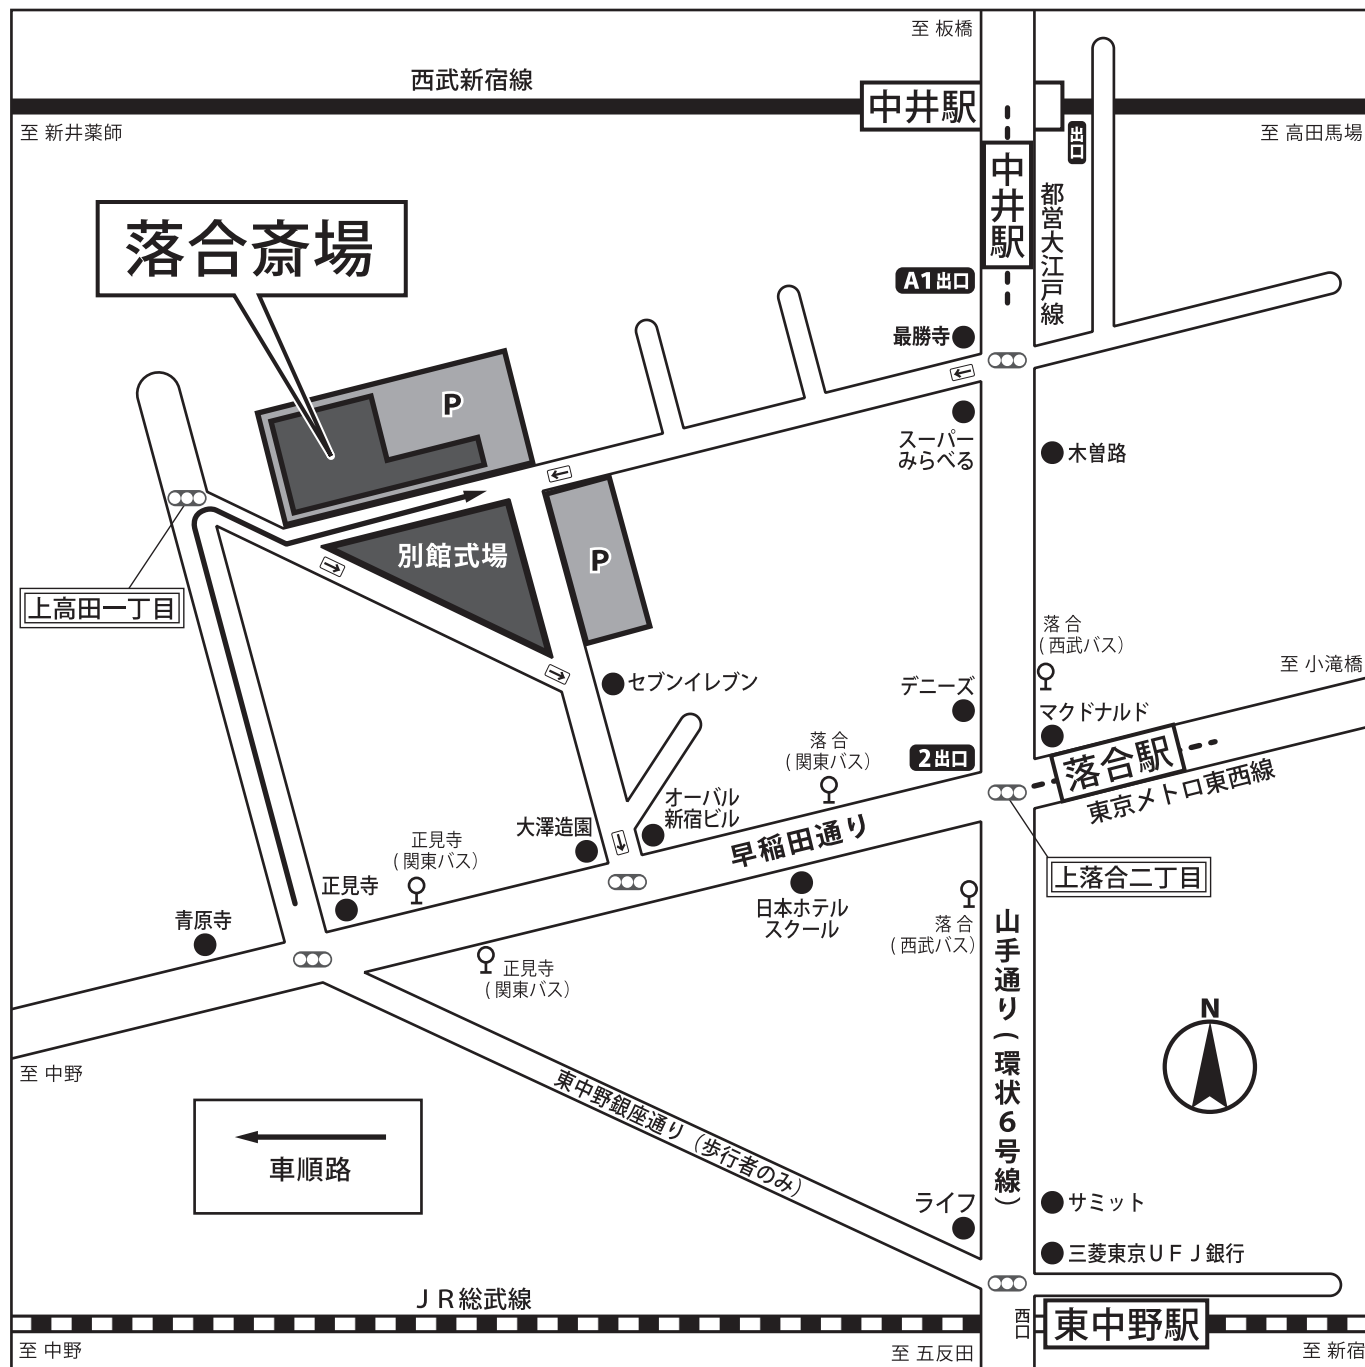 至 板橋
西武新宿線
中井駅
至 新井薬師
至 高田馬場
出口
中井駅
都営大江戸線
落合斎場
A1出口
最勝寺
P
スーパー
みらべる
木曽路
別館式場
P
上高田一丁目
落 合
( 西武バス)
至 小滝橋
セブンイレブン
デニーズ
マクドナルド
落 合
( 関東バス)
2出口
落合駅
東京メトロ東西線
オーバル
新宿ビル
大澤造園
早稲田通り
正見寺
( 関東バス)
上落合二丁目
正見寺
日本ホテル
スクール
青原寺
落 合
( 西武バス)
山手通り(環状6号線)
正見寺
( 関東バス)
N
至 中野
東中野銀座通り(歩行者のみ)
車順路
ライフ
サミット
三菱東京UFJ銀行
JR総武線
西口
東中野駅
至 中野
至 五反田
至 新宿